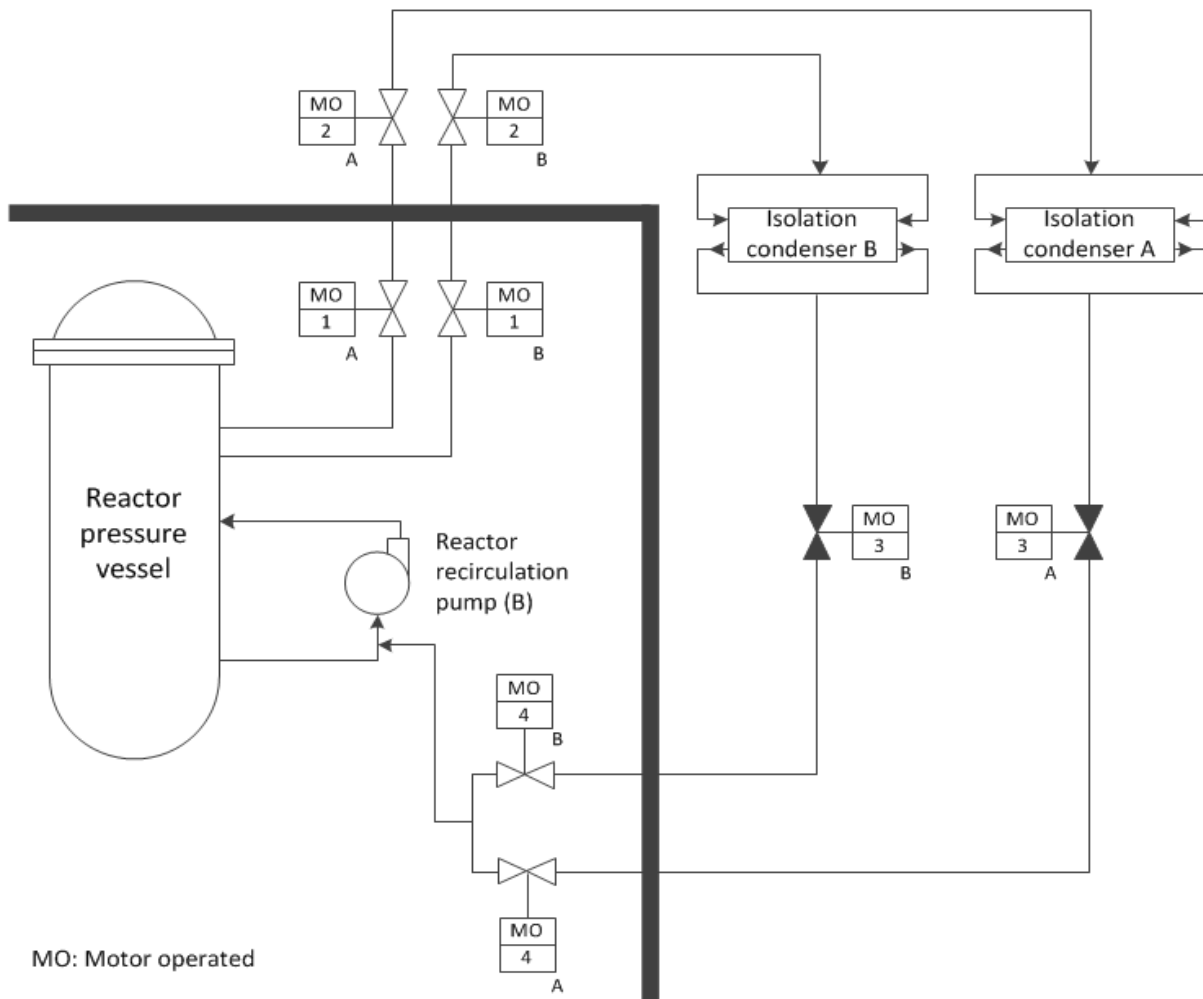 MO
2
A
MO
2
B
Isolation
condenser B
Isolation
condenser A
MO
1
A
MO
1
B
Reactor
pressure
vessel
Reactor
recirculation
pump (B)
MO
3
B
MO
3
A
MO
4
B
MO
4
A
MO: Motor operated